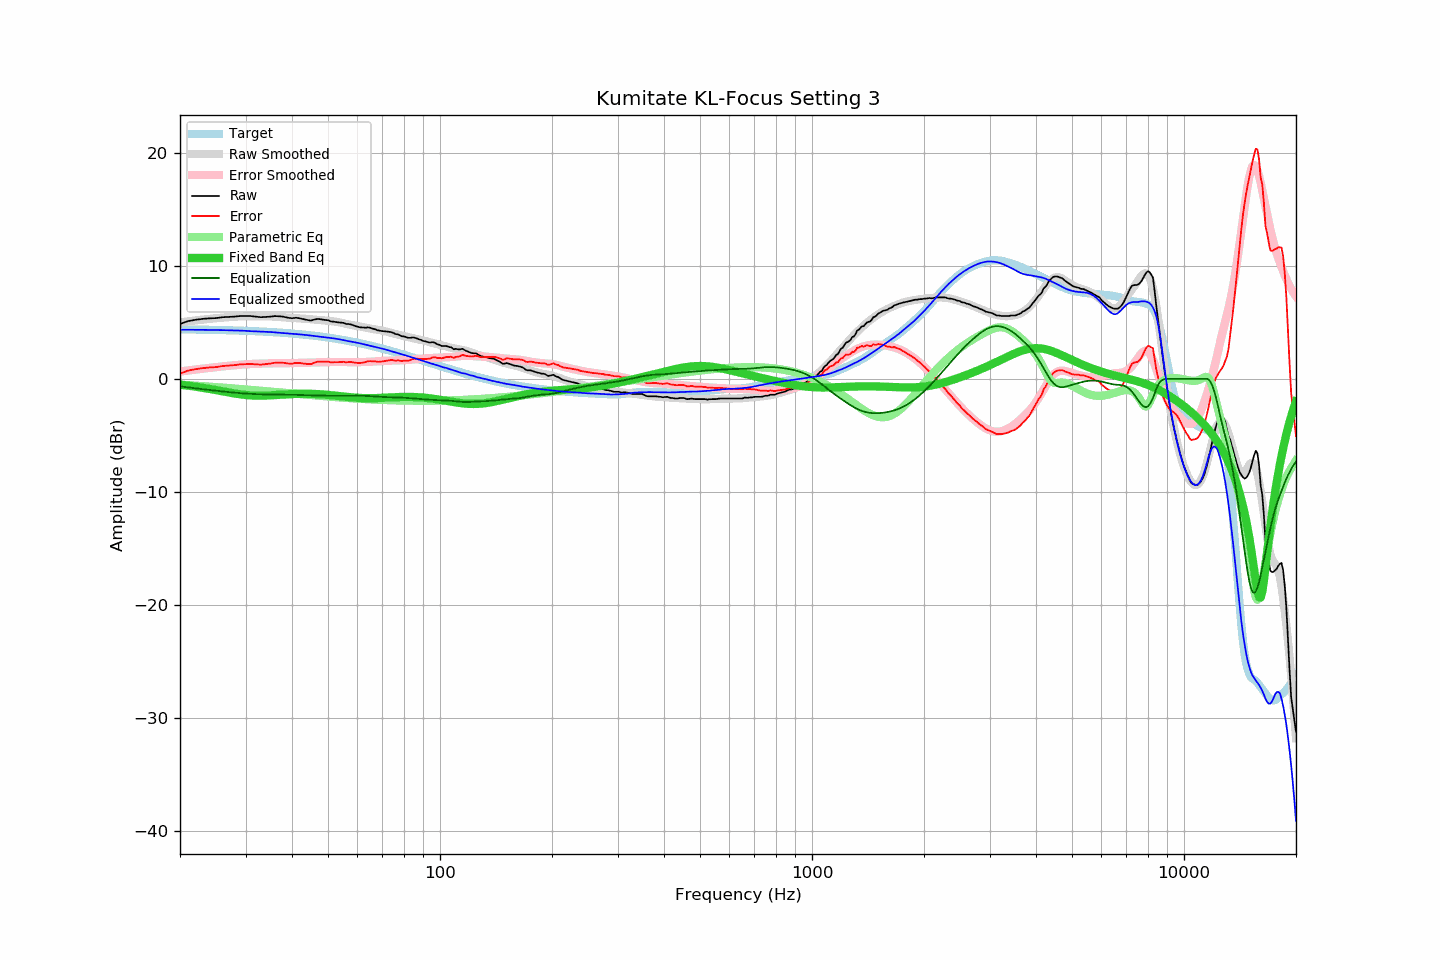 Kumitate KL-Focus Setting 3
Target
Raw Smoothed
Error Smoothed
Raw
Error
Parametric Eq
Fixed Band Eq
Equalization
Equalized smoothed
20
10
0
−10
−20
−30
−40
Amplitude (dBr)
100
1000
10000
Frequency (Hz)